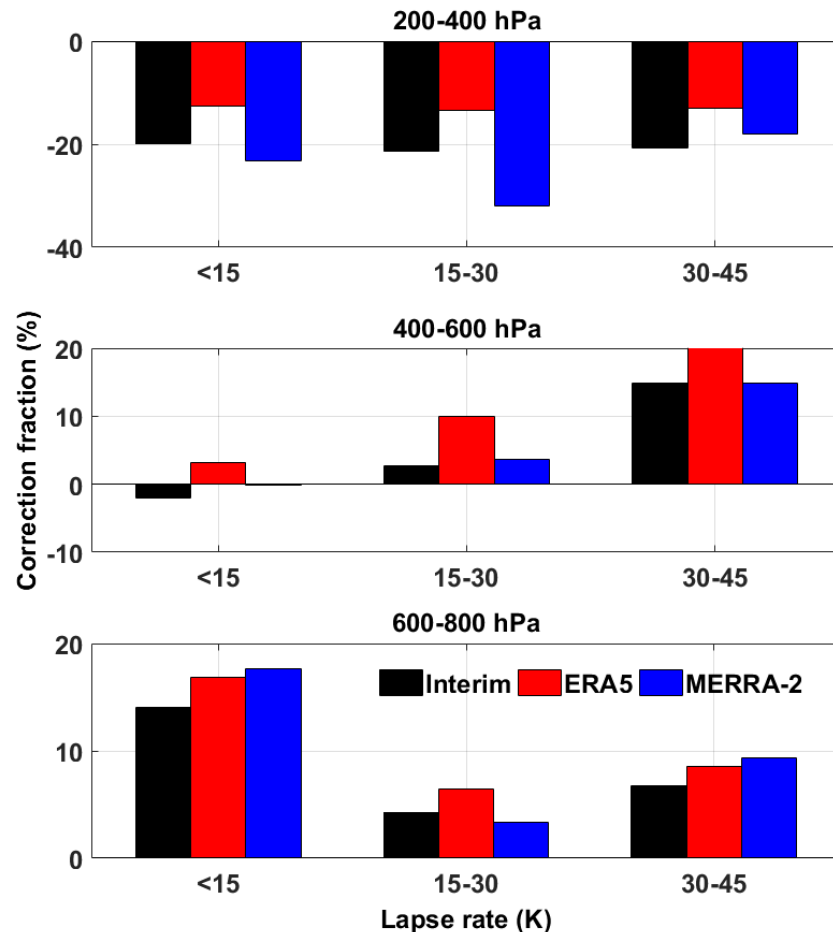 200-400 hPa
0
-20
-40
<15 15-30 30-45
Correction fraction (%)
400-600 hPa
20
10
0
-10
<15 15-30 30-45
600-800 hPa
20
Interim ERA5 MERRA-2
10
0
<15 15-30 30-45
Lapse rate (K)